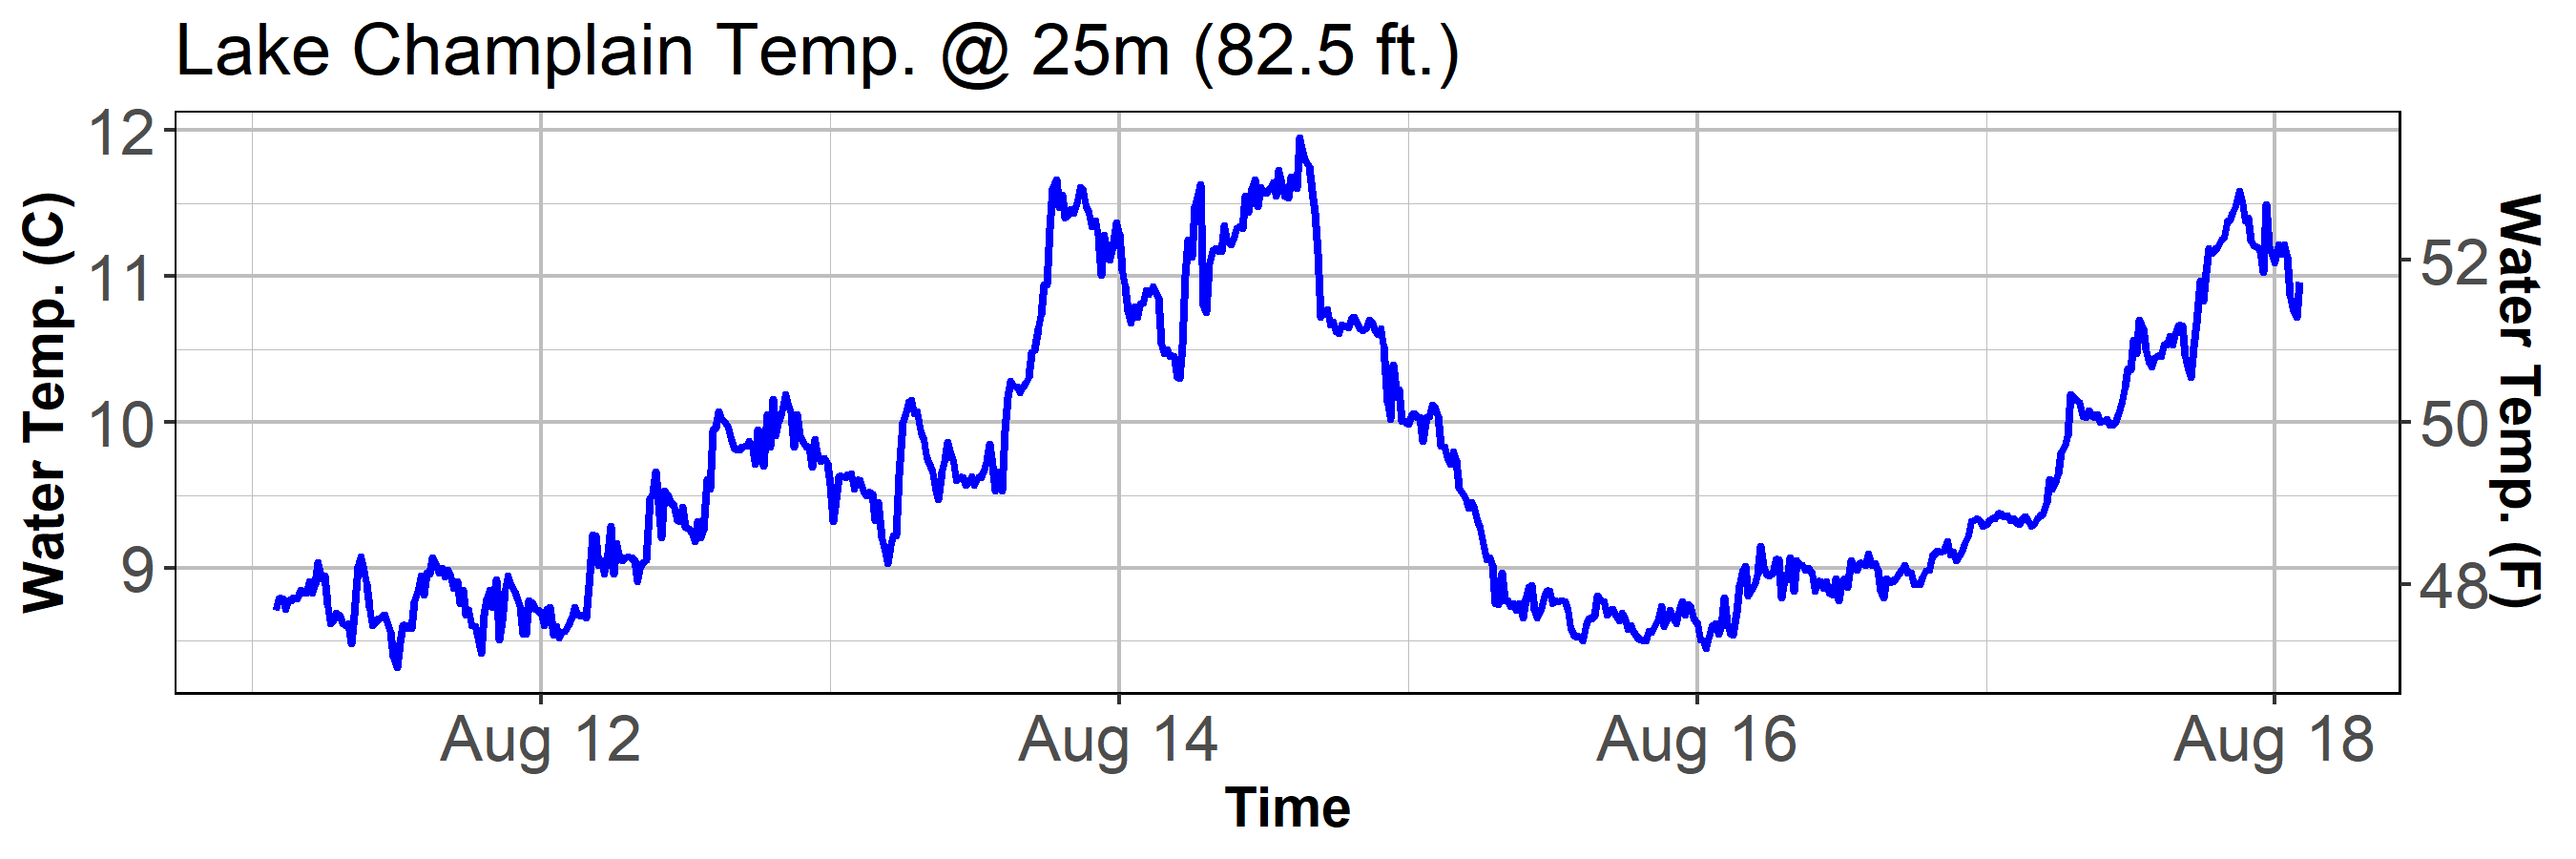 Lake Champlain Temp. @ 25m (82.5 ft.)
Water Temp. (C)
12
11
10
9
52
50
48
Water Temp. (F)
Aug 12 Aug 14 Aug 16 Aug 18
Time